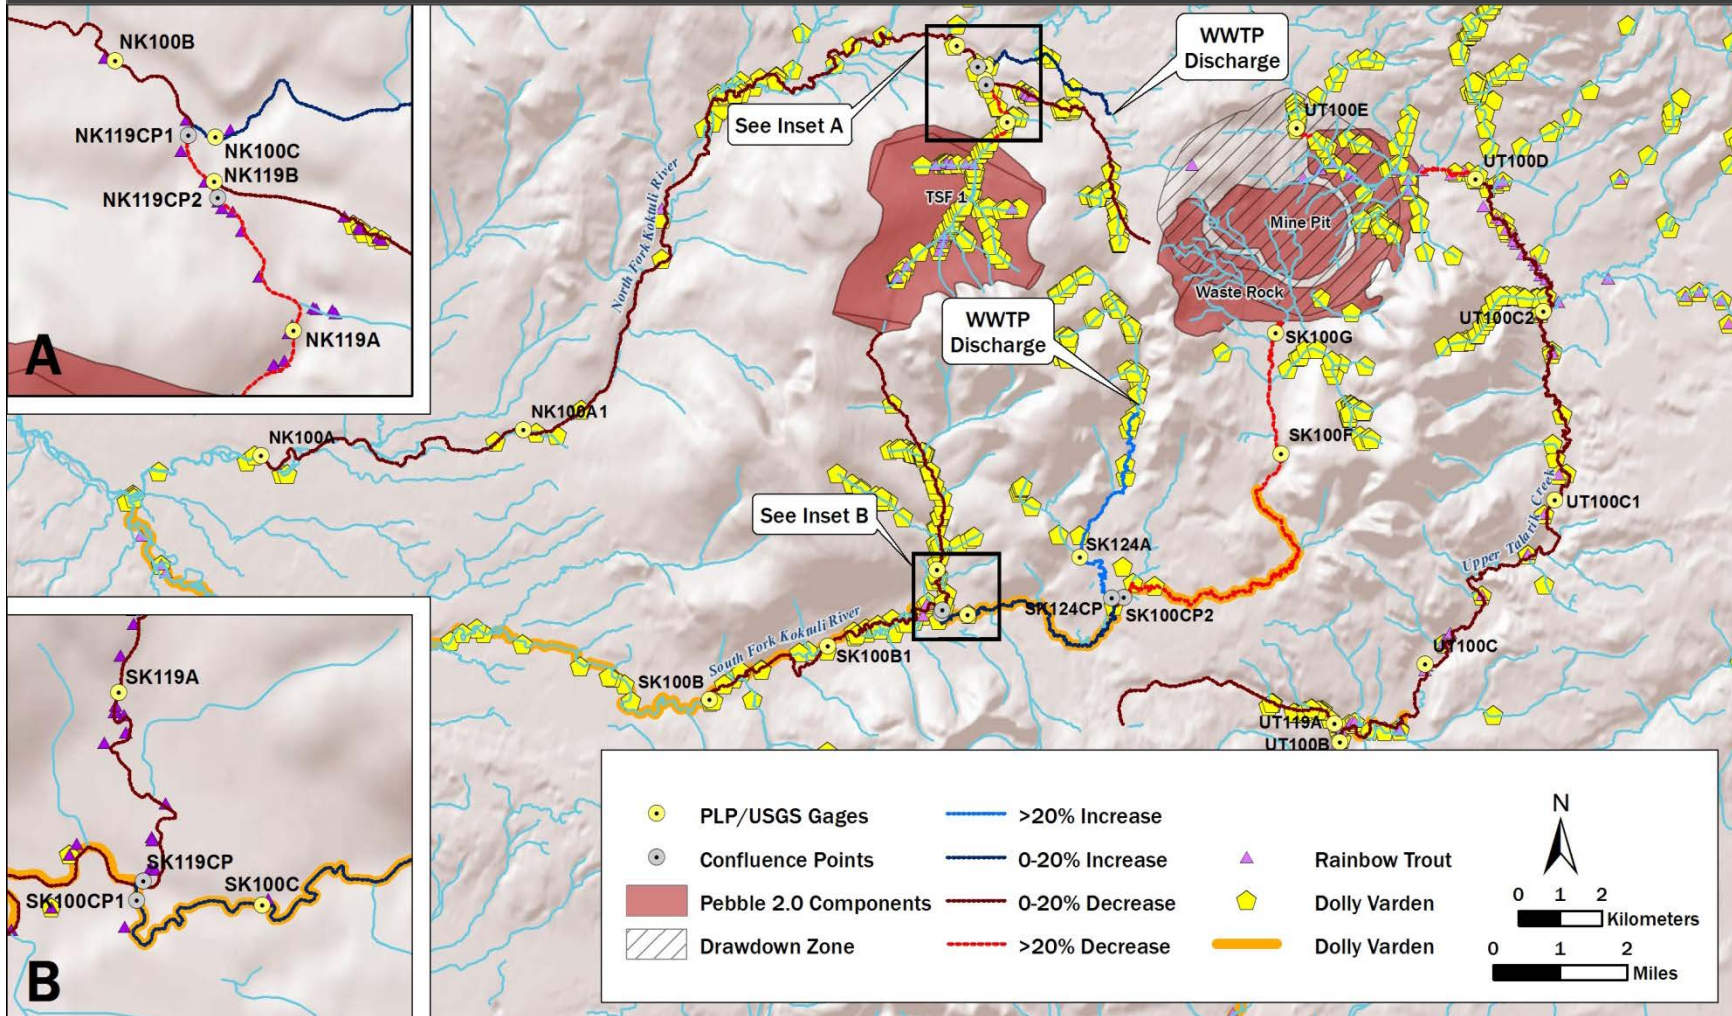 NK100B
NK119CP1
NK100C
NK119B
NK119CP2
NK119A
A
WWTP
Discharge
See Inset A
North Fork Koktuli River
TSF 1
UT100E
UT100D
Mine Pit
Waste Rock
WWTP
Discharge
UT100C2
SK100G
NK100A1
NK100A
SK100F
UT100C1
Upper Talarik Creek
See Inset B
SK124A
SK124CP
SK100CP2
South Fork Koktuli River
SK100B1
SK100B
UT100C
UT119A
UT100B
SK119A
SK119CP
SK100CP1
SK100C
B
PLP/USGS Gages
Confluence Points
Pebble 2.0 Components
Drawdown Zone
>20% Increase
0-20% Increase
0-20% Decrease
>20% Decrease
Rainbow Trout
Dolly Varden
Dolly Varden
N
0 1 2
Kilometers
0 1 2
Miles